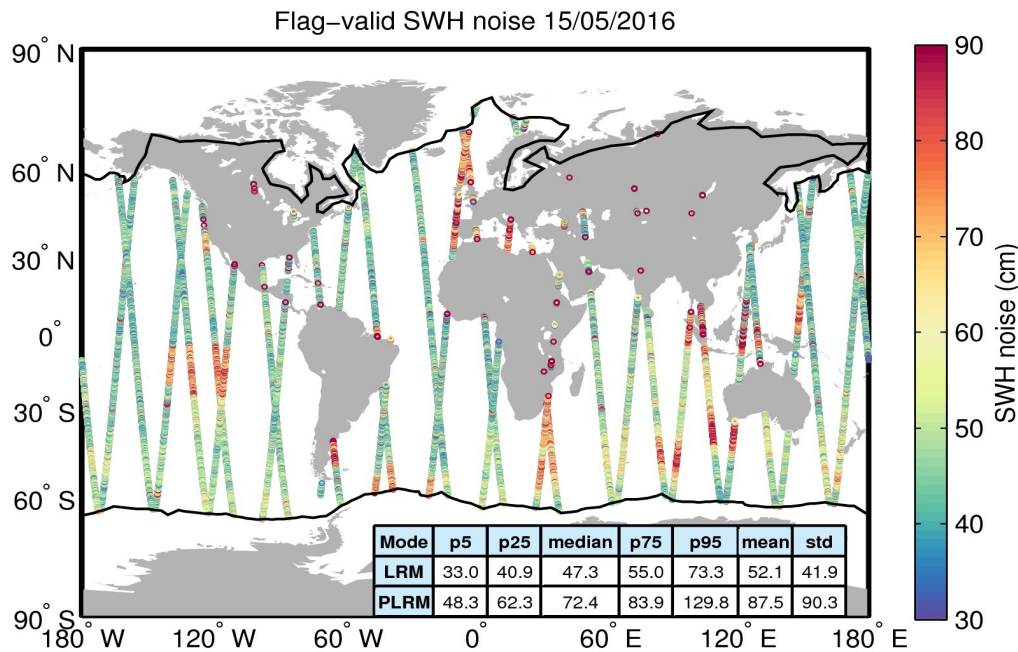 Flag−valid SWH noise 15/05/2016
90° N
60° N
30° N
0°
30° S
60° S
90° S
180° W
120° W
60° W
0°
60° E
120° E
180° E
Mode p5 p25 median p75 p95 mean std
LRM 33.0 40.9 47.3 55.0 73.3 52.1 41.9
PLRM 48.3 62.3 72.4 83.9 129.8 87.5 90.3
90
80
70
60
50
40
30
SWH noise (cm)